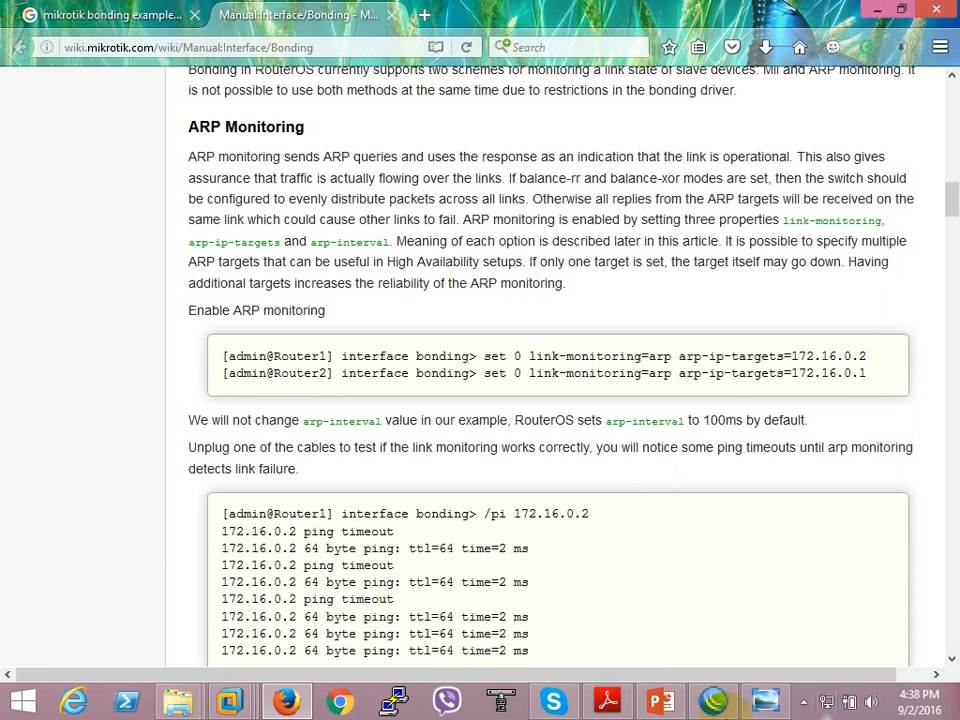 mikrotik bonding example...
Manual:Interface/Bonding - M...
wiki.mikrotik.com/wiki/Manual:Interface/Bonding
Search
Bonding in RouterOS currently supports two schemes for monitoring a link state of slave devices: MII and ARP monitoring. It
is not possible to use both methods at the same time due to restrictions in the bonding driver.
ARP Monitoring
ARP monitoring sends ARP queries and uses the response as an indication that the link is operational. This also gives
assurance that traffic is actually flowing over the links. If balance-rr and balance-xor modes are set, then the switch should
be configured to evenly distribute packets across all links. Otherwise all replies from the ARP targets will be received on the
same link which could cause other links to fail. ARP monitoring is enabled by setting three properties link-monitoring,
arp-ip-targets and arp-interval. Meaning of each option is described later in this article. It is possible to specify multiple
ARP targets that can be useful in High Availability setups. If only one target is set, the target itself may go down. Having
additional targets increases the reliability of the ARP monitoring.
Enable ARP monitoring
[admin@Router1] interface bonding> set 0 link-monitoring=arp arp-ip-targets=172.16.0.2
[admin@Router2] interface bonding> set 0 link-monitoring=arp arp-ip-targets=172.16.0.1
We will not change arp-interval value in our example, RouterOS sets arp-interval to 100ms by default.
Unplug one of the cables to test if the link monitoring works correctly, you will notice some ping timeouts until arp monitoring
detects link failure.
[admin@Router1] interface bonding> /pi 172.16.0.2
172.16.0.2 ping timeout
172.16.0.2 64 byte ping: ttl=64 time=2 ms
172.16.0.2 ping timeout
172.16.0.2 64 byte ping: ttl=64 time=2 ms
172.16.0.2 ping timeout
172.16.0.2 64 byte ping: ttl=64 time=2 ms
172.16.0.2 64 byte ping: ttl=64 time=2 ms
172.16.0.2 64 byte ping: ttl=64 time=2 ms
4:38 PM
9/2/2016